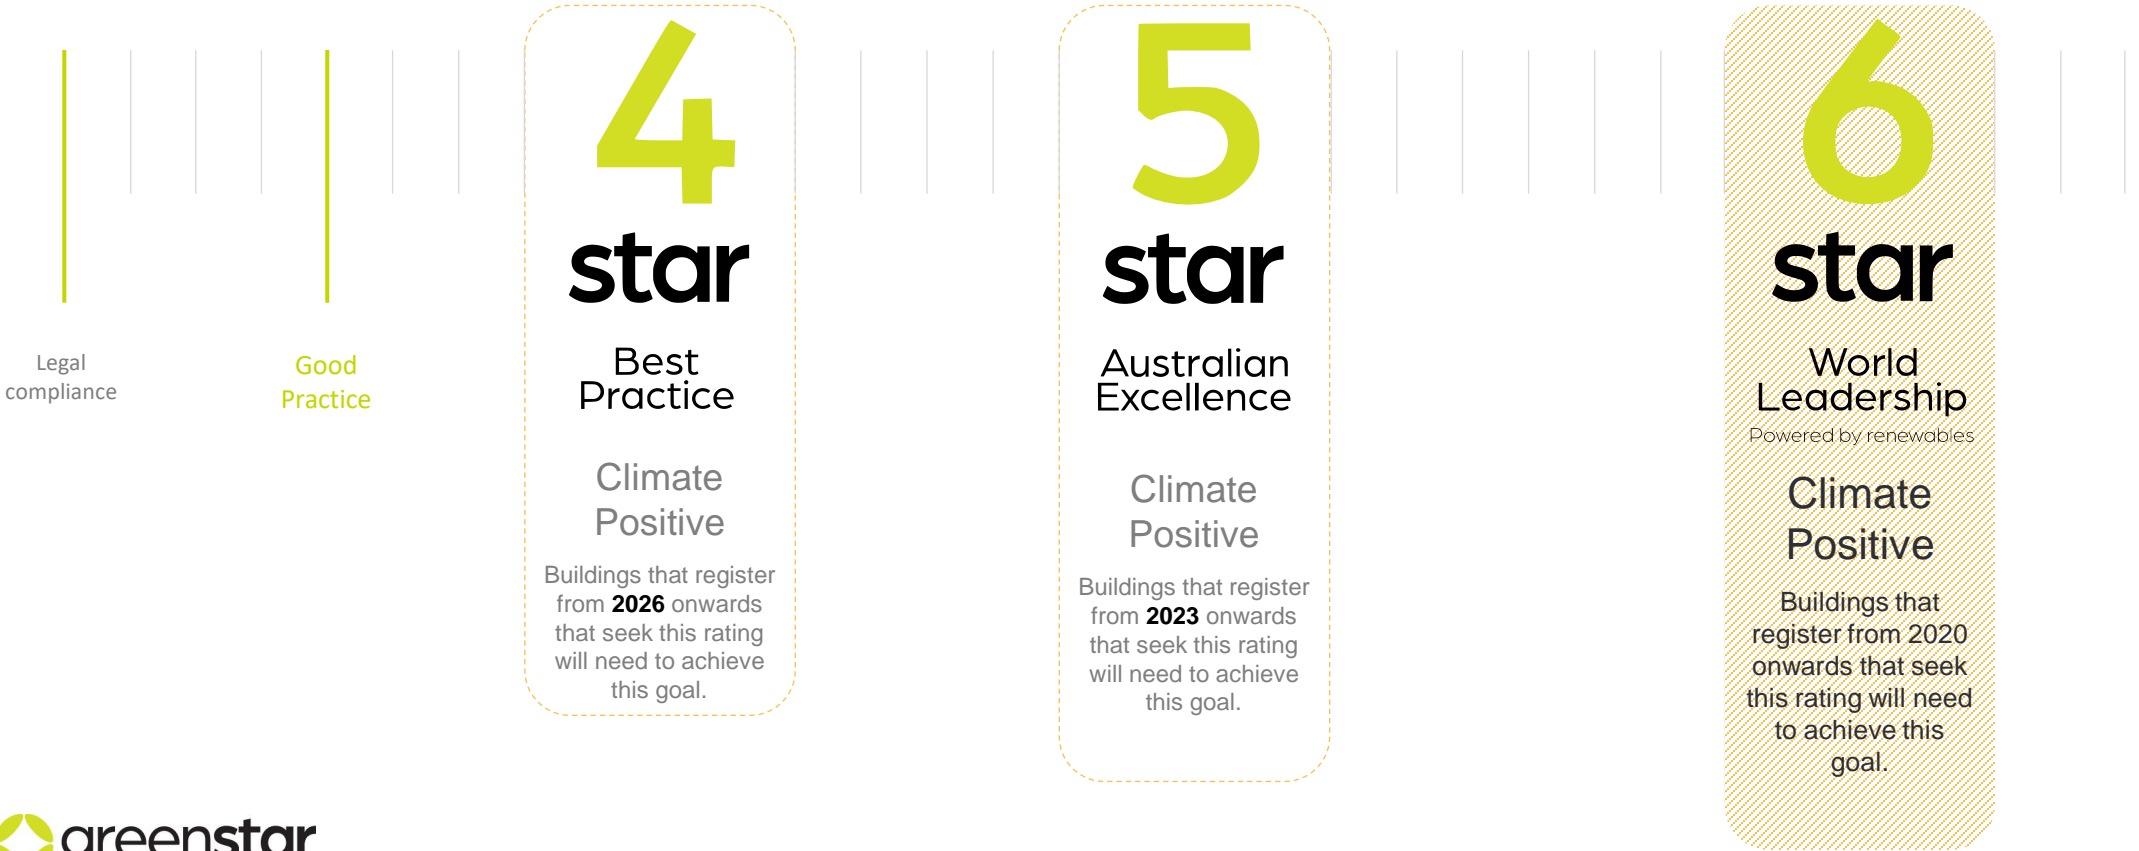 Legal
compliance
Good
Practice
4
star
Best
Practice
Climate
Positive
Buildings that register
from 2026 onwards
that seek this rating
will need to achieve
this goal.
5
star
Australian
Excellence
Climate
Positive
Buildings that register
from 2023 onwards
that seek this rating
will need to achieve
this goal.
6
star
World
Leadership
Powered by renewables
Climate
Positive
Buildings that
register from 2020
onwards that seek
this rating will need
to achieve this
goal.
greenstar